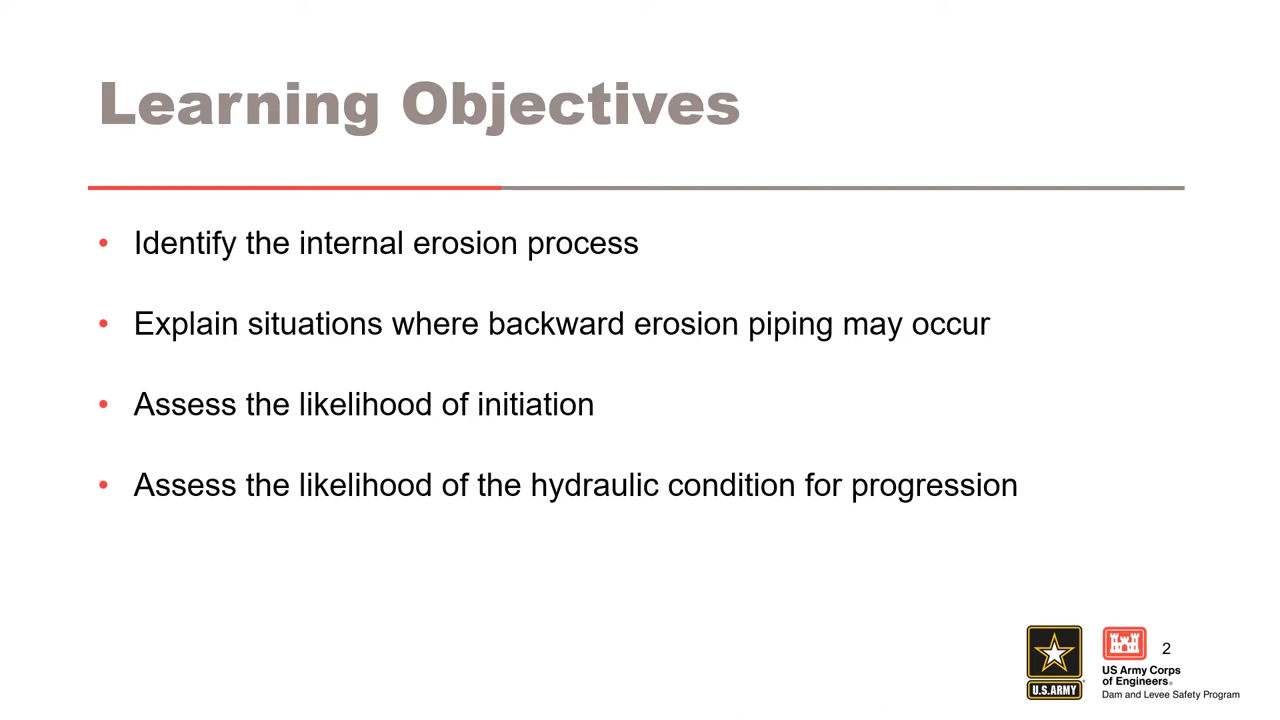 Learning Objectives
• Identify the internal erosion process
• Explain situations where backward erosion piping may occur
• Assess the likelihood of initiation
• Assess the likelihood of the hydraulic condition for progression
U.S.ARMY
2
US Army Corps
of Engineers®
Dam and Levee Safety Program